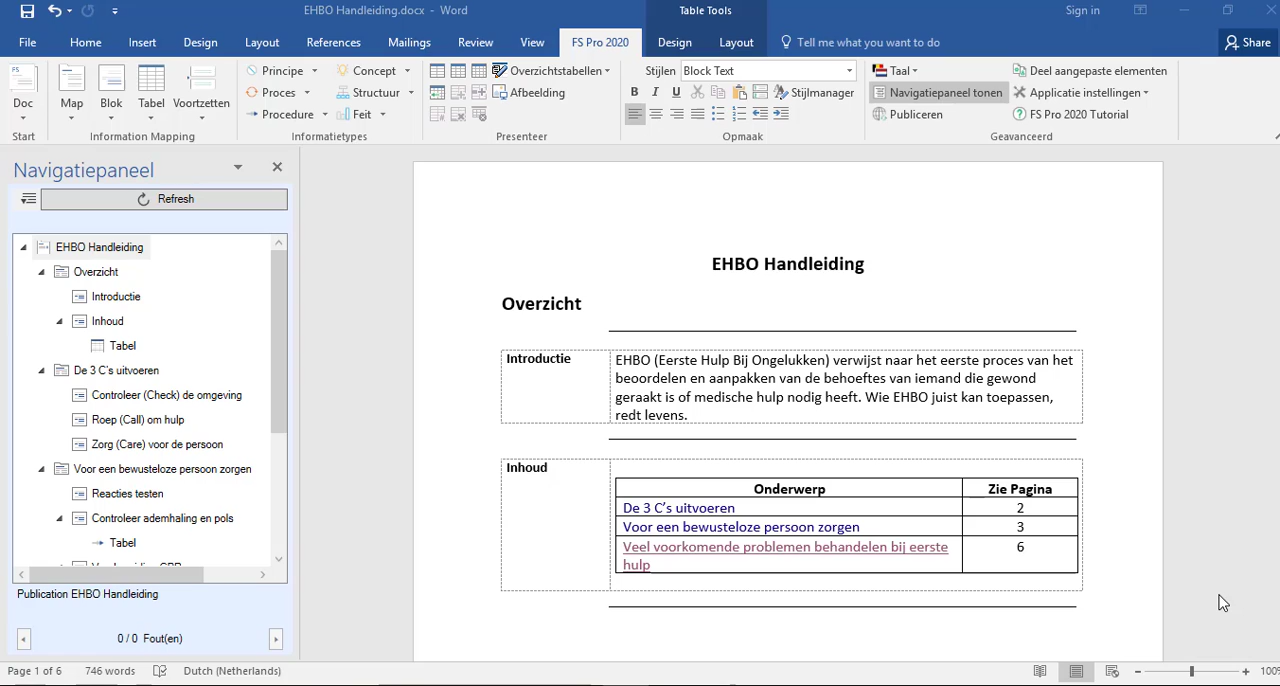 EHBO Handleiding.docx - Word
Table Tools
Sign in
File Home Insert Design Layout References Mailings Review View FS Pro 2020 Design Layout Tell me what you want to do Share
FS
Doc
Start
Map Blok Tabel Voortzetten
Information Mapping
Principe Concept
Proces Structuur
Procedure Feit
Informatietypes
Overzichtstabellen
Afbeelding
Presenteer
Stijlen Block Text
B I U Stijlmanager
Opmaak
Taal Deel aangepaste elementen
Navigatiepaneel tonen Applicatie instellingen
Publiceren FS Pro 2020 Tutorial
Geavanceerd
Navigatiepaneel
Refresh
EHBO Handleiding
Overzicht
Introductie
Inhoud
Tabel
De 3 C's uitvoeren
Controleer (Check) de omgeving
Roep (Call) om hulp
Zorg (Care) voor de persoon
Voor een bewusteloze persoon zorgen
Reacties testen
Controleer ademhaling en pols
Tabel
Publication EHBO Handleiding
0 / 0 Fout(en)
EHBO Handleiding
Overzicht
Introductie
EHBO (Eerste Hulp Bij Ongelukken) verwijst naar het eerste proces van het
beoordelen en aanpakken van de behoeftes van iemand die gewond
geraakt is of medische hulp nodig heeft. Wie EHBO juist kan toepassen,
redt levens.
Inhoud
Onderwerp Zie Pagina
De 3 C’s uitvoeren 2
Voor een bewusteloze persoon zorgen 3
Veel voorkomende problemen behandelen bij eerste 6
hulp
Page 1 of 6 746 words Dutch (Netherlands) 100%